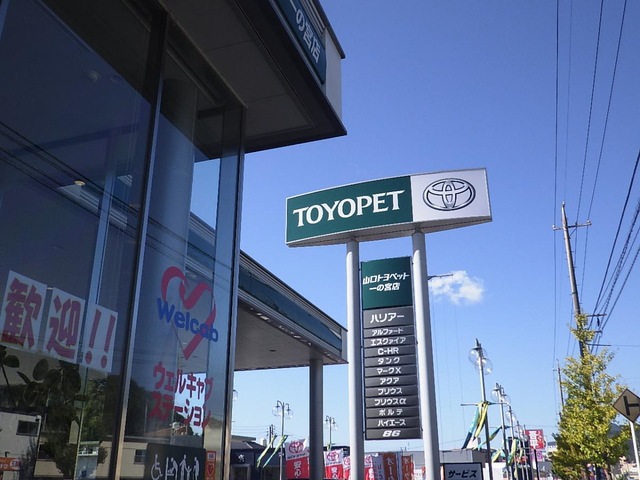 の宮店
TOYOPET
山口トヨペット
一の宮店
ハリアー
アルファード
エスクァイア
C-HR
タンク
マークX
アクア
プリウス
プリウスα
ポルテ
ハイエース
86
歓迎!!
Welcab
ウェルキャブ
ステーション
サービス